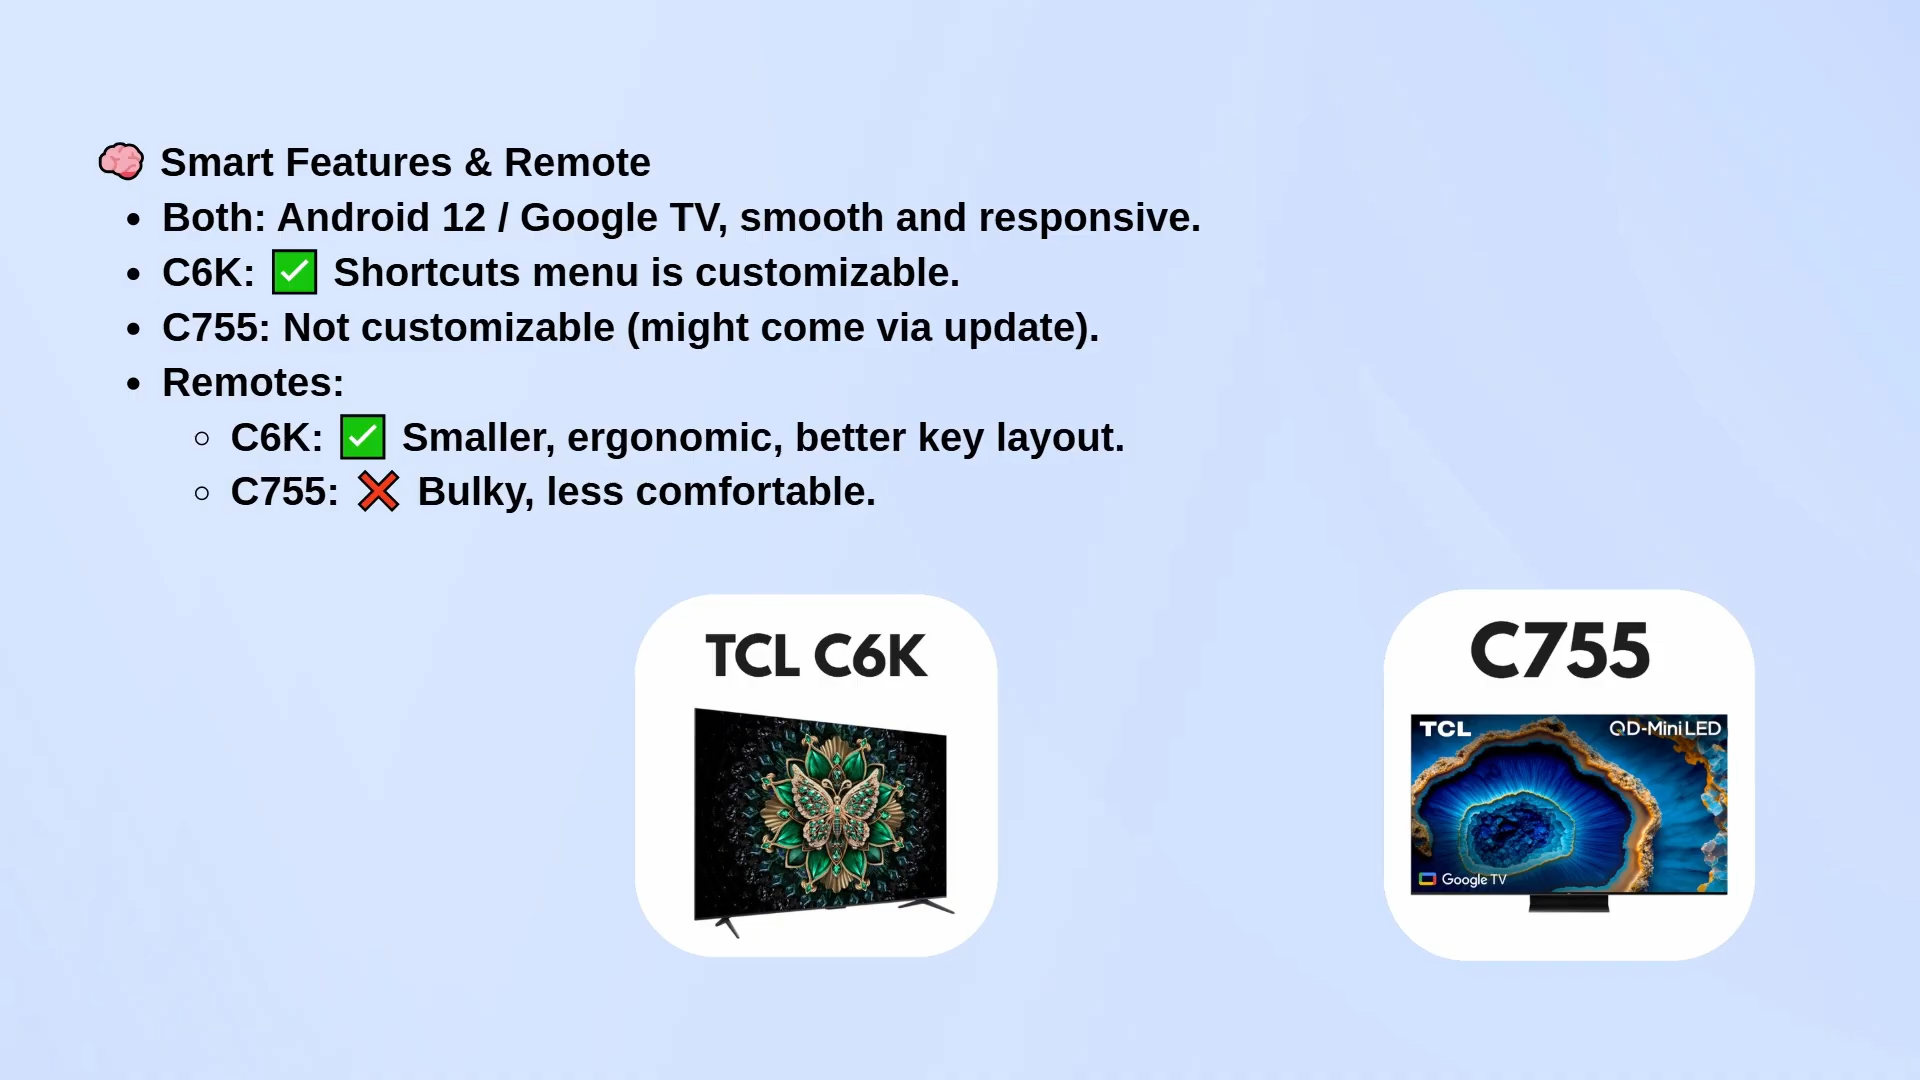 🧠 Smart Features & Remote
• Both: Android 12 / Google TV, smooth and responsive.
• C6K: ✅ Shortcuts menu is customizable.
• C755: Not customizable (might come via update).
• Remotes:
◦ C6K: ✅ Smaller, ergonomic, better key layout.
◦ C755: ❌ Bulky, less comfortable.
TCL C6K
C755
TCL QD-Mini LED
Google TV